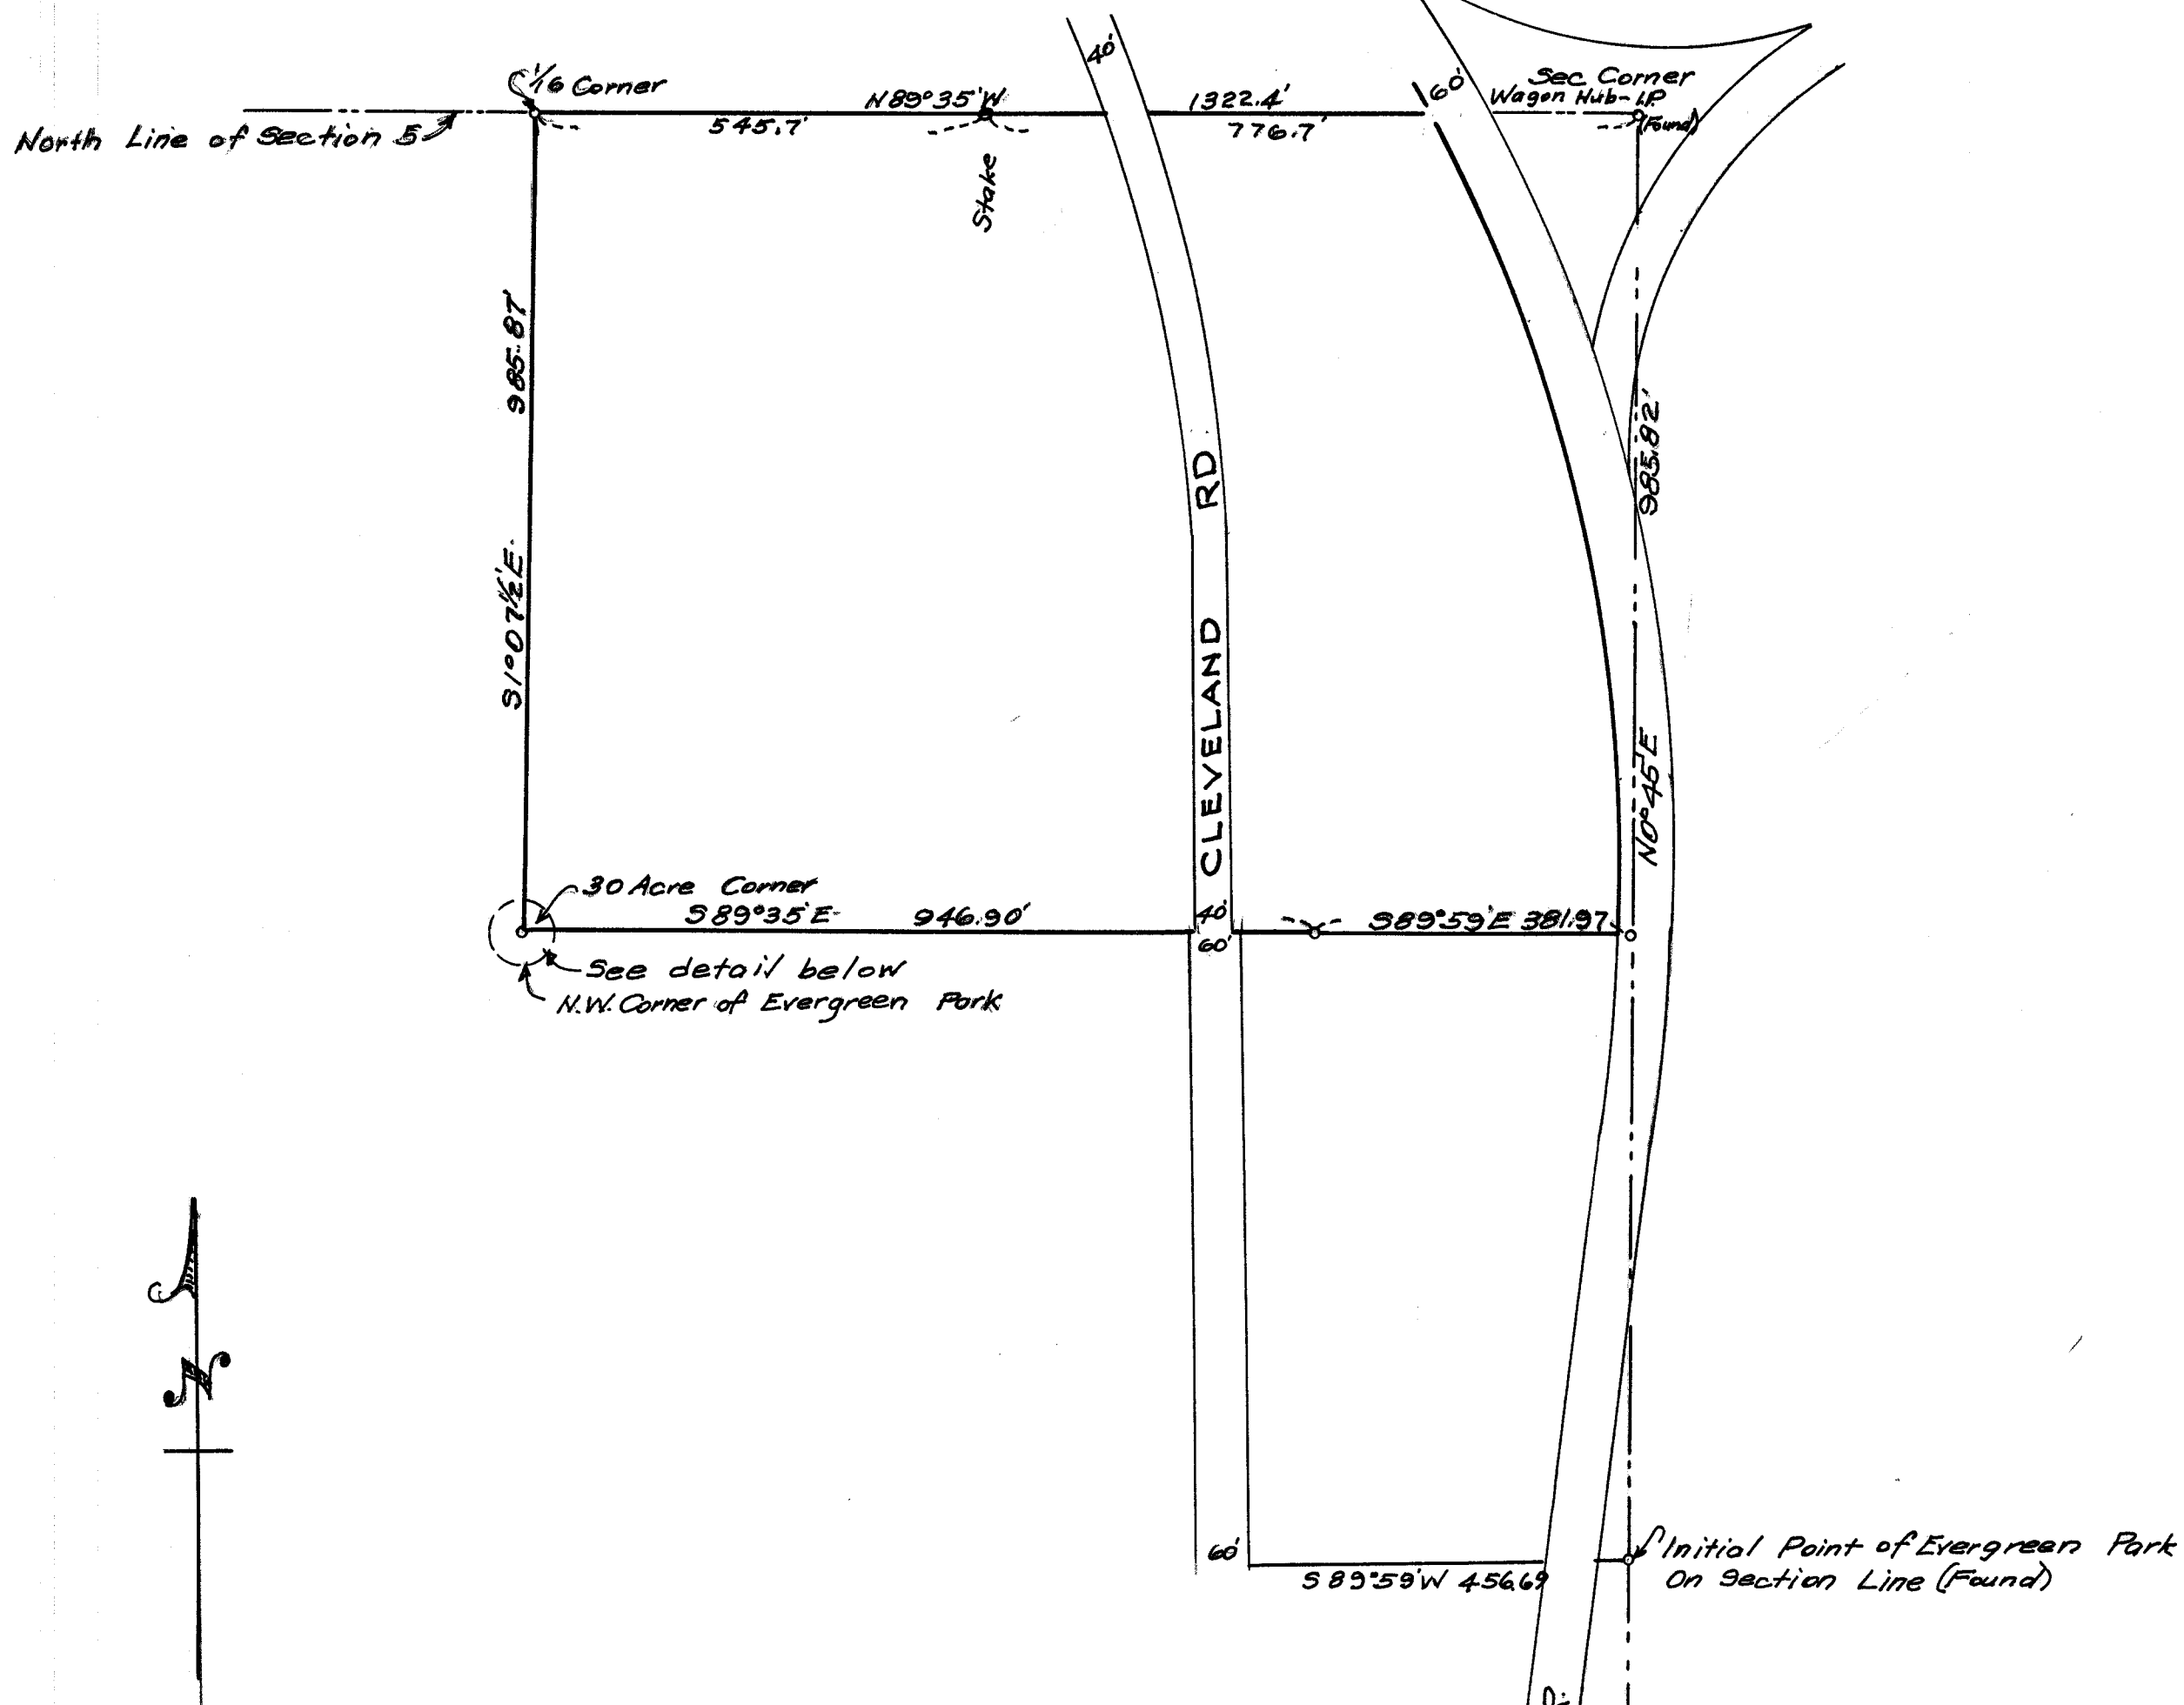 40'
1/16 Corner
N89°35'W
1322.4'
60'
Sec Corner
Wagon Hub-I.P.
(Found)
North Line of Section 5
545.7'
776.7'
Stake
985.87'
S1°07½'E
985.82'
N0°45'E
CLEVELAND RD
30 Acre Corner
S89°35'E
946.90'
40'
60'
S89°59'E 381.97
See detail below
N.W. Corner of Evergreen Park
N
60'
S89°59'W 456.69
Initial Point of Evergreen Park
On Section Line (Found)